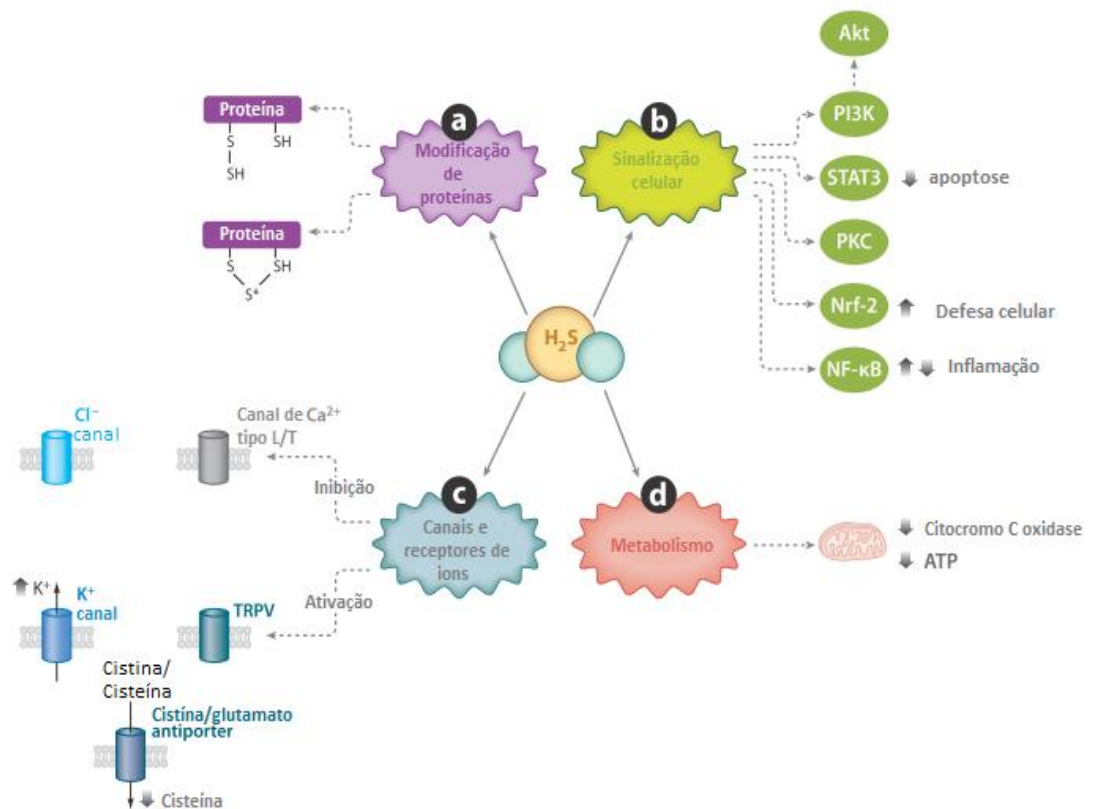 Akt
a
b
Proteína
S
SH
SH
Modificação
de
proteínas
Sinalização
celular
PI3K
STAT3
apoptose
PKC
Proteína
S
SH
S*
Nrf-2
Defesa celular
NF-κB
Inflamação
H₂S
Cl⁻
canal
Canal de Ca²⁺
tipo L/T
Inibição
c
d
Canais e
receptores de
ions
Metabolismo
Citocromo C oxidase
ATP
K⁺
K⁺
canal
TRPV
Ativação
Cistina/
Cisteína
Cistína/glutamato
antiporter
Cisteína